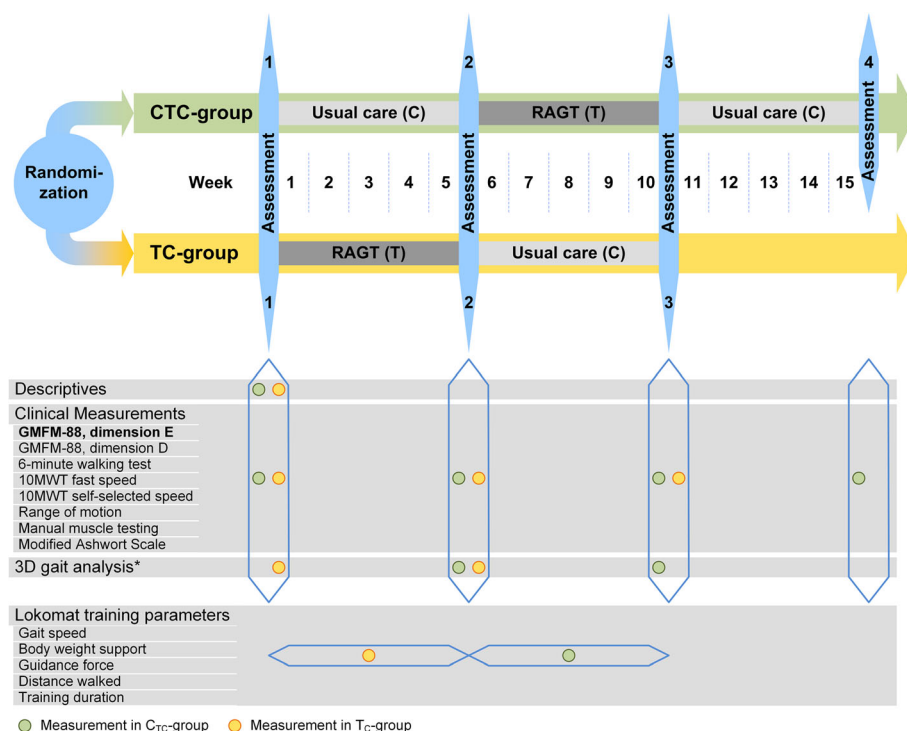 1 2 3 4
CTC-group Usual care (C) RAGT (T) Usual care (C)
Randomi-
zation
Week 1 2 3 4 5 6 7 8 9 10 11 12 13 14 15
Assessment Assessment Assessment Assessment
TC-group RAGT (T) Usual care (C)
1 2 3
Descriptives
Clinical Measurements
GMFM-88, dimension E
GMFM-88, dimension D
6-minute walking test
10MWT fast speed
10MWT self-selected speed
Range of motion
Manual muscle testing
Modified Ashwort Scale
3D gait analysis*
Lokomat training parameters
Gait speed
Body weight support
Guidance force
Distance walked
Training duration
Measurement in CTC-group Measurement in TC-group